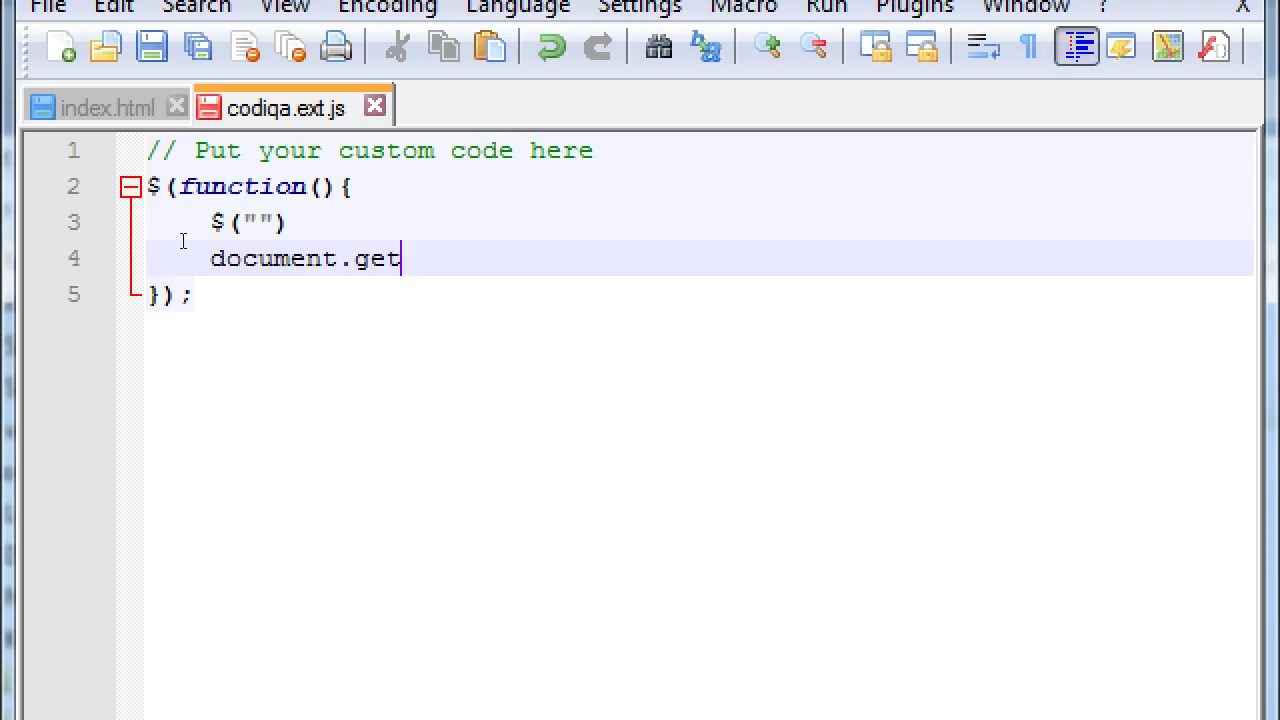 File Edit Search View Encoding Language Settings Macro Run Plugins Window ? X
index.html codiqa.ext.js
1 // Put your custom code here
2 $(function(){
3 $("")
4 document.get
5 });